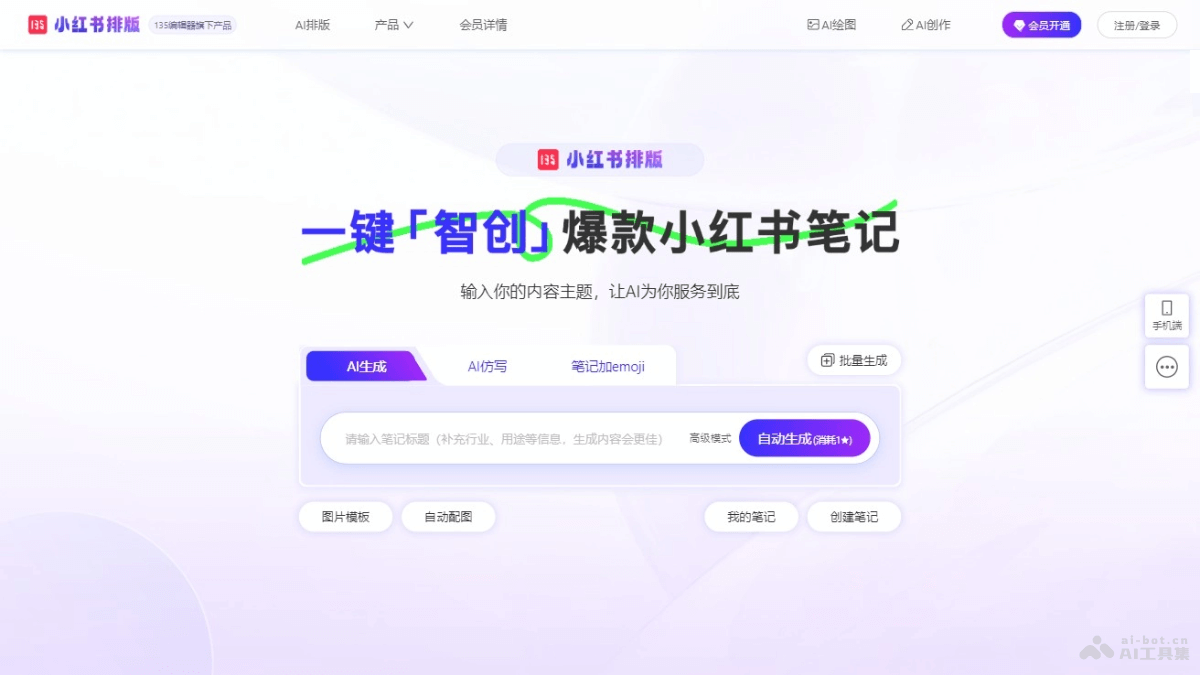 135 小红书排版 135编辑器旗下产品 AI排版 产品 会员详情 AI绘图 AI创作 会员开通 注册/登录
135 小红书排版
一键「智创」爆款小红书笔记
输入你的内容主题，让AI为你服务到底
AI生成 AI仿写 笔记加emoji 批量生成
请输入笔记标题（补充行业、用途等信息，生成内容会更佳） 高级模式 自动生成(消耗1★)
图片模板 自动配图 我的笔记 创建笔记
手机端
ai-bot.cn
AI工具集